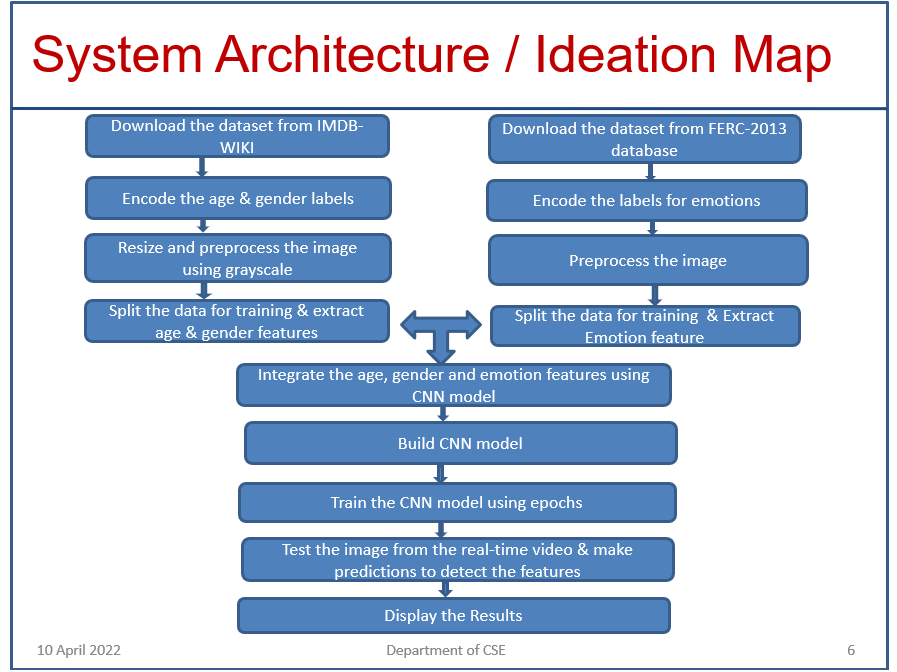 System Architecture / Ideation Map
Download the dataset from IMDB-
WIKI
Encode the age & gender labels
Resize and preprocess the image
using grayscale
Split the data for training & extract
age & gender features
Download the dataset from FERC-2013
database
Encode the labels for emotions
Preprocess the image
Split the data for training & Extract
Emotion feature
Integrate the age, gender and emotion features using
CNN model
Build CNN model
Train the CNN model using epochs
Test the image from the real-time video & make
predictions to detect the features
Display the Results
10 April 2022
Department of CSE
6